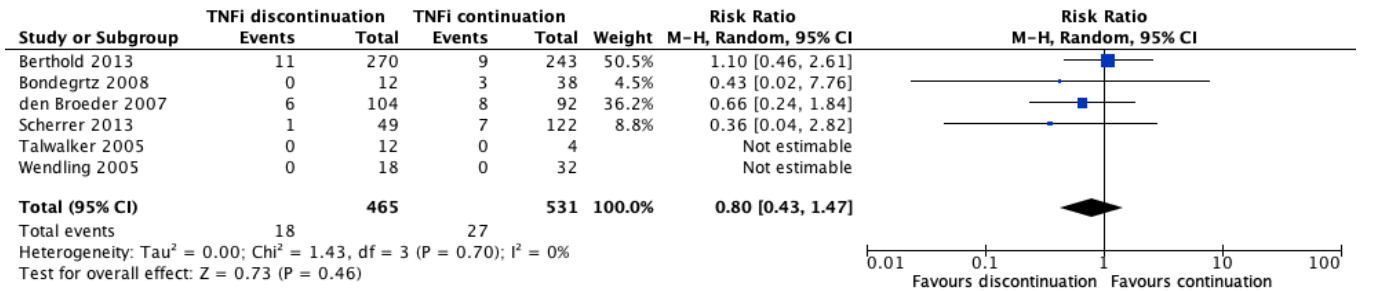 TNFi discontinuation TNFi continuation Risk Ratio Risk Ratio
Study or Subgroup Events Total Events Total Weight M-H, Random, 95% CI M-H, Random, 95% CI
Berthold 2013 11 270 9 243 50.5% 1.10 [0.46, 2.61]
Bondegrtz 2008 0 12 3 38 4.5% 0.43 [0.02, 7.76]
den Broeder 2007 6 104 8 92 36.2% 0.66 [0.24, 1.84]
Scherrer 2013 1 49 7 122 8.8% 0.36 [0.04, 2.82]
Talwalker 2005 0 12 0 4 Not estimable
Wendling 2005 0 18 0 32 Not estimable
Total (95% CI) 465 531 100.0% 0.80 [0.43, 1.47]
Total events 18 27
Heterogeneity: Tau² = 0.00; Chi² = 1.43, df = 3 (P = 0.70); I² = 0%
Test for overall effect: Z = 0.73 (P = 0.46)
0.01 0.1 1 10 100
Favours discontinuation Favours continuation